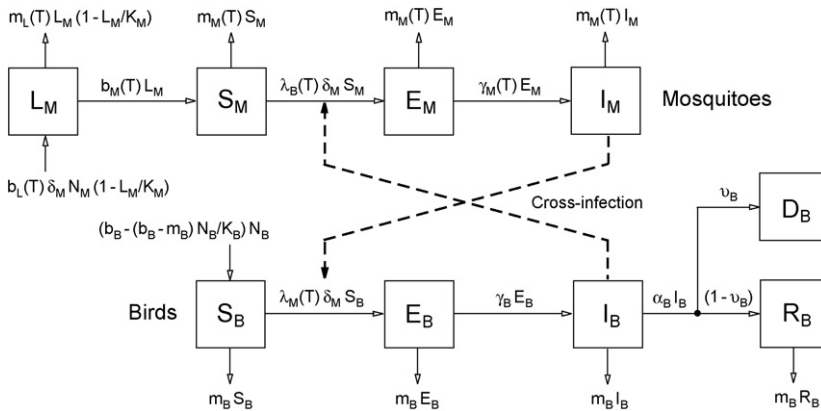 m_L(T) L_M (1 - L_M/K_M)
m_M(T) S_M
m_M(T) E_M
m_M(T) I_M
L_M
b_M(T) L_M
S_M
λ_B(T) δ_M S_M
E_M
γ_M(T) E_M
I_M
Mosquitoes
b_L(T) δ_M N_M (1 - L_M/K_M)
Cross-infection
υ_B
D_B
(b_B - (b_B - m_B) N_B/K_B) N_B
Birds
S_B
λ_M(T) δ_M S_B
E_B
γ_B E_B
I_B
α_B I_B
(1 - υ_B)
R_B
m_B S_B
m_B E_B
m_B I_B
m_B R_B